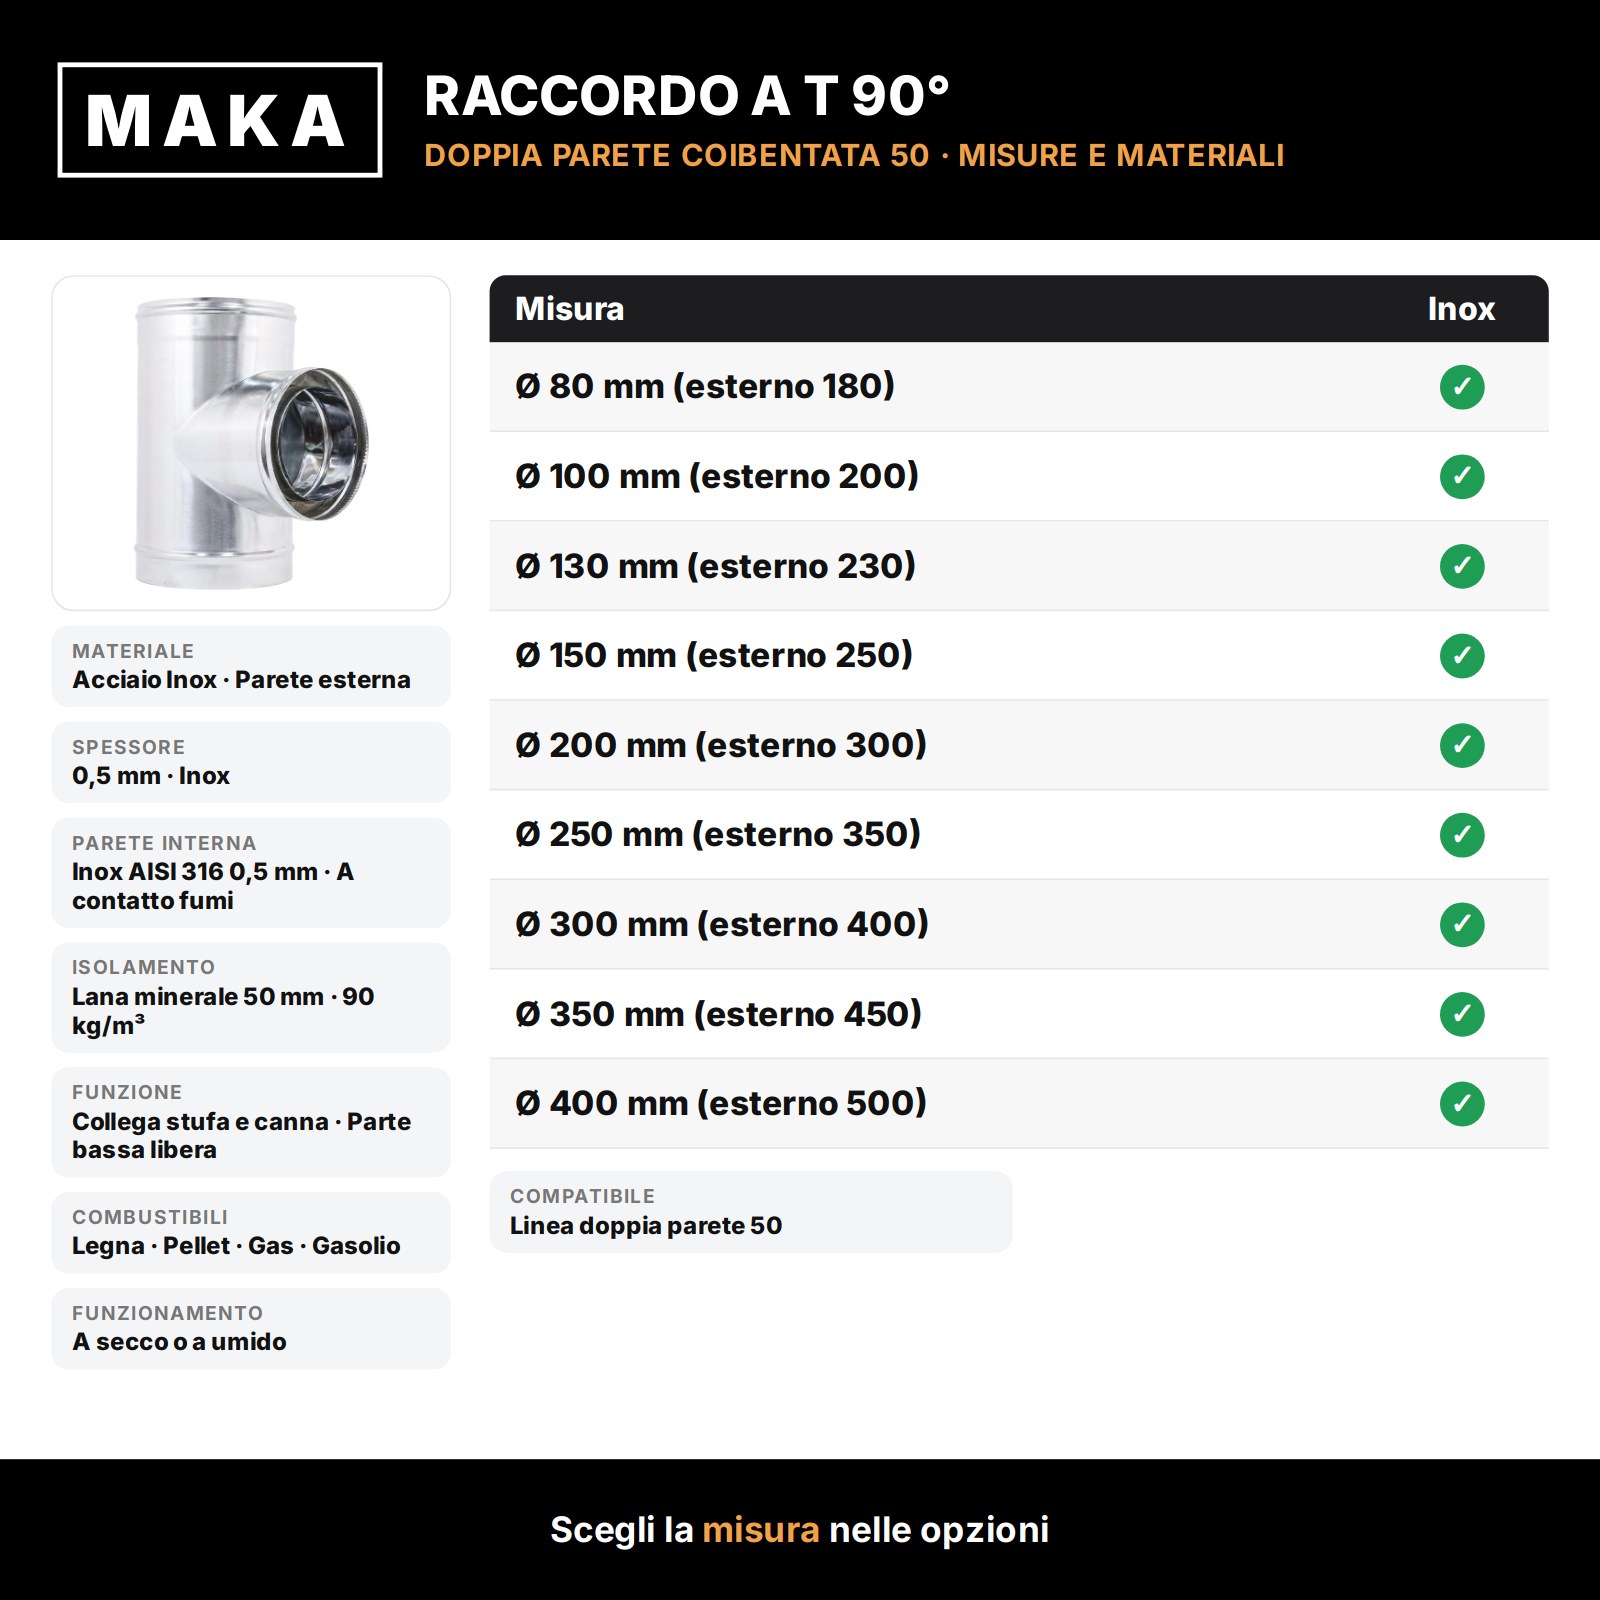 MAKA
RACCORDO A T 90°
DOPPIA PARETE COIBENTATA 50 · MISURE E MATERIALI
MATERIALE
Acciaio Inox · Parete esterna
SPESSORE
0,5 mm · Inox
PARETE INTERNA
Inox AISI 316 0,5 mm · A
contatto fumi
ISOLAMENTO
Lana minerale 50 mm · 90
kg/m³
FUNZIONE
Collega stufa e canna · Parte
bassa libera
COMBUSTIBILI
Legna · Pellet · Gas · Gasolio
FUNZIONAMENTO
A secco o a umido
Misura Inox
Ø 80 mm (esterno 180) ✓
Ø 100 mm (esterno 200) ✓
Ø 130 mm (esterno 230) ✓
Ø 150 mm (esterno 250) ✓
Ø 200 mm (esterno 300) ✓
Ø 250 mm (esterno 350) ✓
Ø 300 mm (esterno 400) ✓
Ø 350 mm (esterno 450) ✓
Ø 400 mm (esterno 500) ✓
COMPATIBILE
Linea doppia parete 50
Scegli la misura nelle opzioni